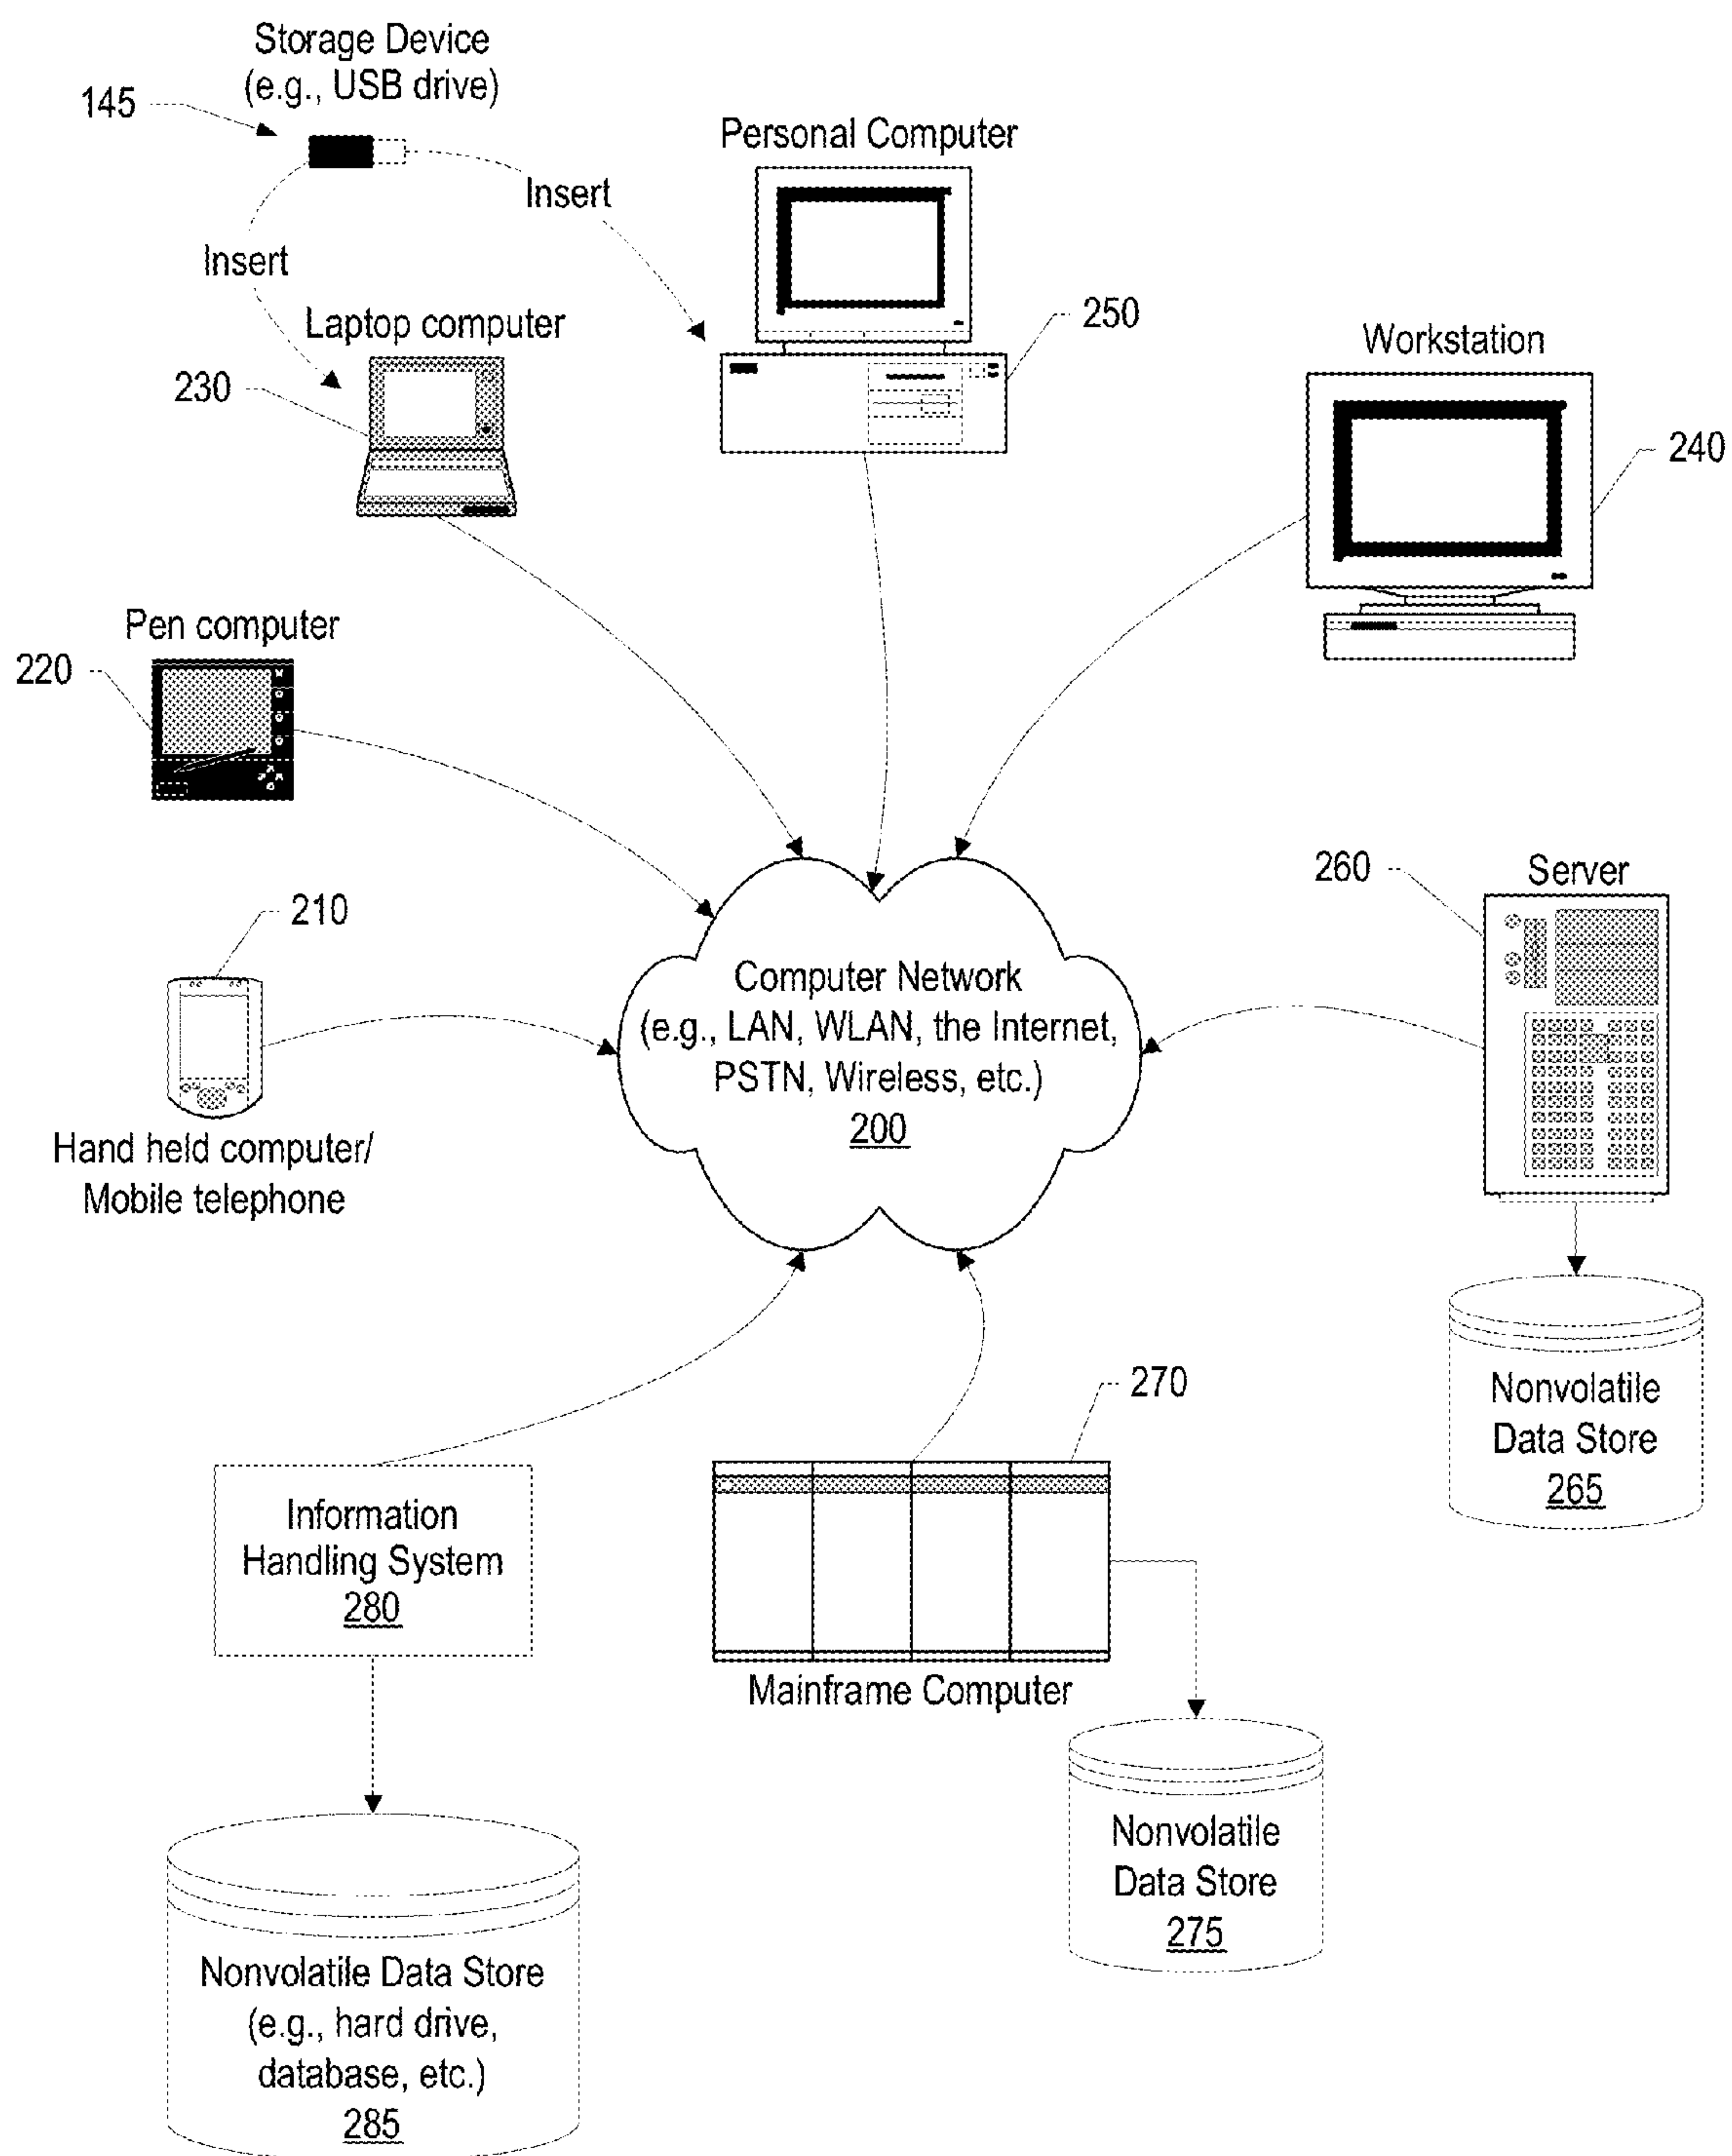 Storage Device
(e.g., USB drive)
145
Personal Computer
Insert
Insert
250
Laptop computer
230
Workstation
240
Pen computer
220
260
Server
210
Computer Network
(e.g., LAN, WLAN, the Internet,
PSTN, Wireless, etc.)
200
Hand held computer/
Mobile telephone
Nonvolatile
Data Store
265
270
Information
Handling System
280
Mainframe Computer
Nonvolatile
Data Store
275
Nonvolatile Data Store
(e.g., hard drive,
database, etc.)
285